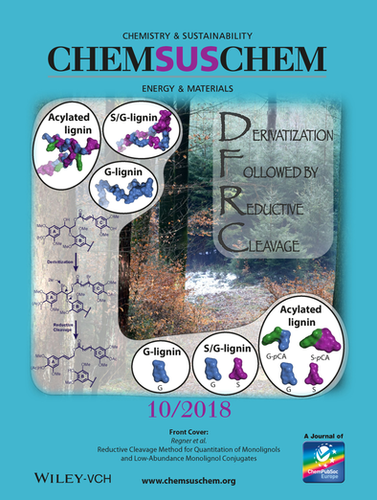 CHEMISTRY & SUSTAINABILITY
CHEMSUSCHEM
ENERGY & MATERIALS
Acylated
lignin
S/G-lignin
G-lignin
DERIVATIZATION
FOLLOWED BY
REDUCTIVE
CLEAVAGE
Derivatization
Reductive
Cleavage
G-lignin
G
S/G-lignin
G S
Acylated
lignin
G-pCA S-pCA
G S
10/2018
Front Cover:
Regner et al.
Reductive Cleavage Method for Quantitation of Monolignols
and Low-Abundance Monolignol Conjugates
WILEY-VCH
www.chemsuschem.org
A Journal of
ChemPubSoc
Europe